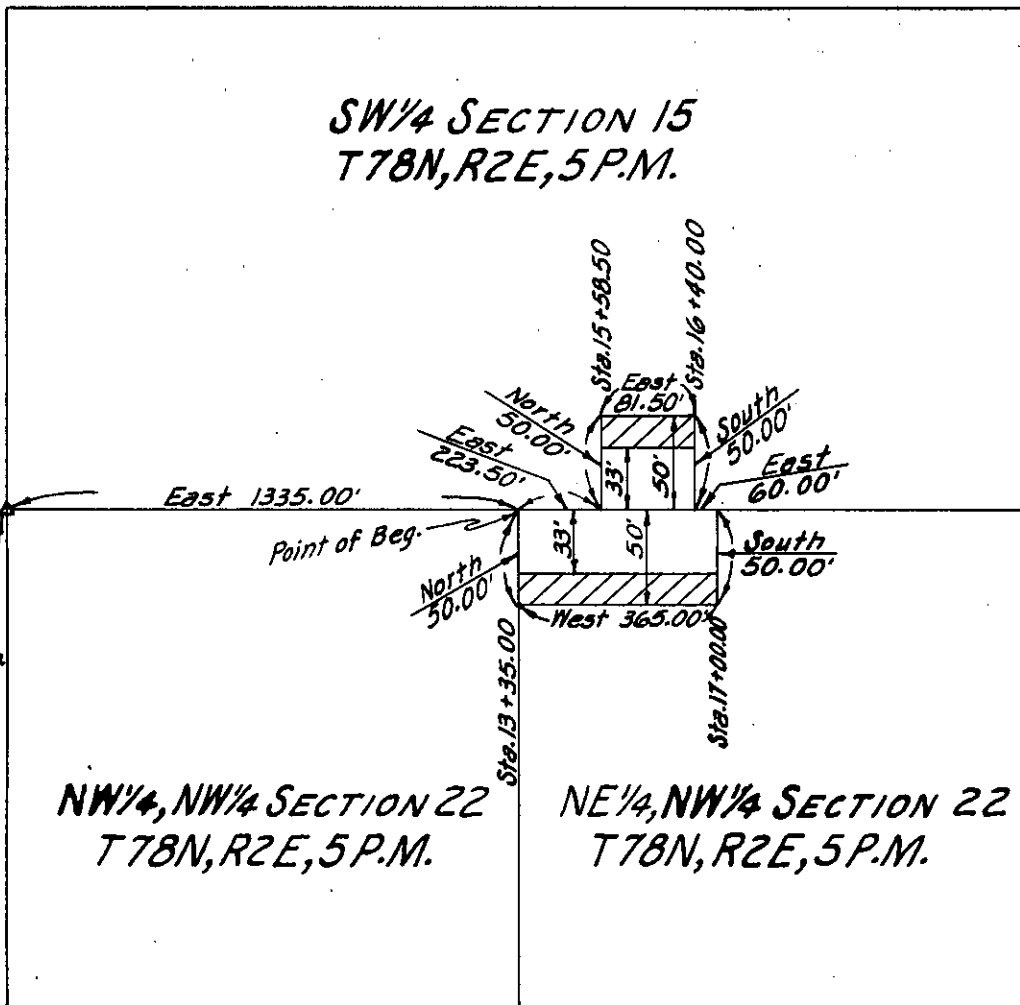 SW¼ SECTION 15
T78N, R2E, 5 P.M.
Sta. 15+58.50
Sta. 16+40.00
East
81.50'
North
50.00'
South
50.00'
East
223.50'
East
60.00'
33'
50'
East 1335.00'
Point of Beg.
33'
50'
South
50.00'
North
50.00'
West 365.00'
Sta. 13+35.00
Sta. 17+00.00
NW¼, NW¼ SECTION 22
T78N, R2E, 5 P.M.
NE¼, NW¼ SECTION 22
T78N, R2E, 5 P.M.